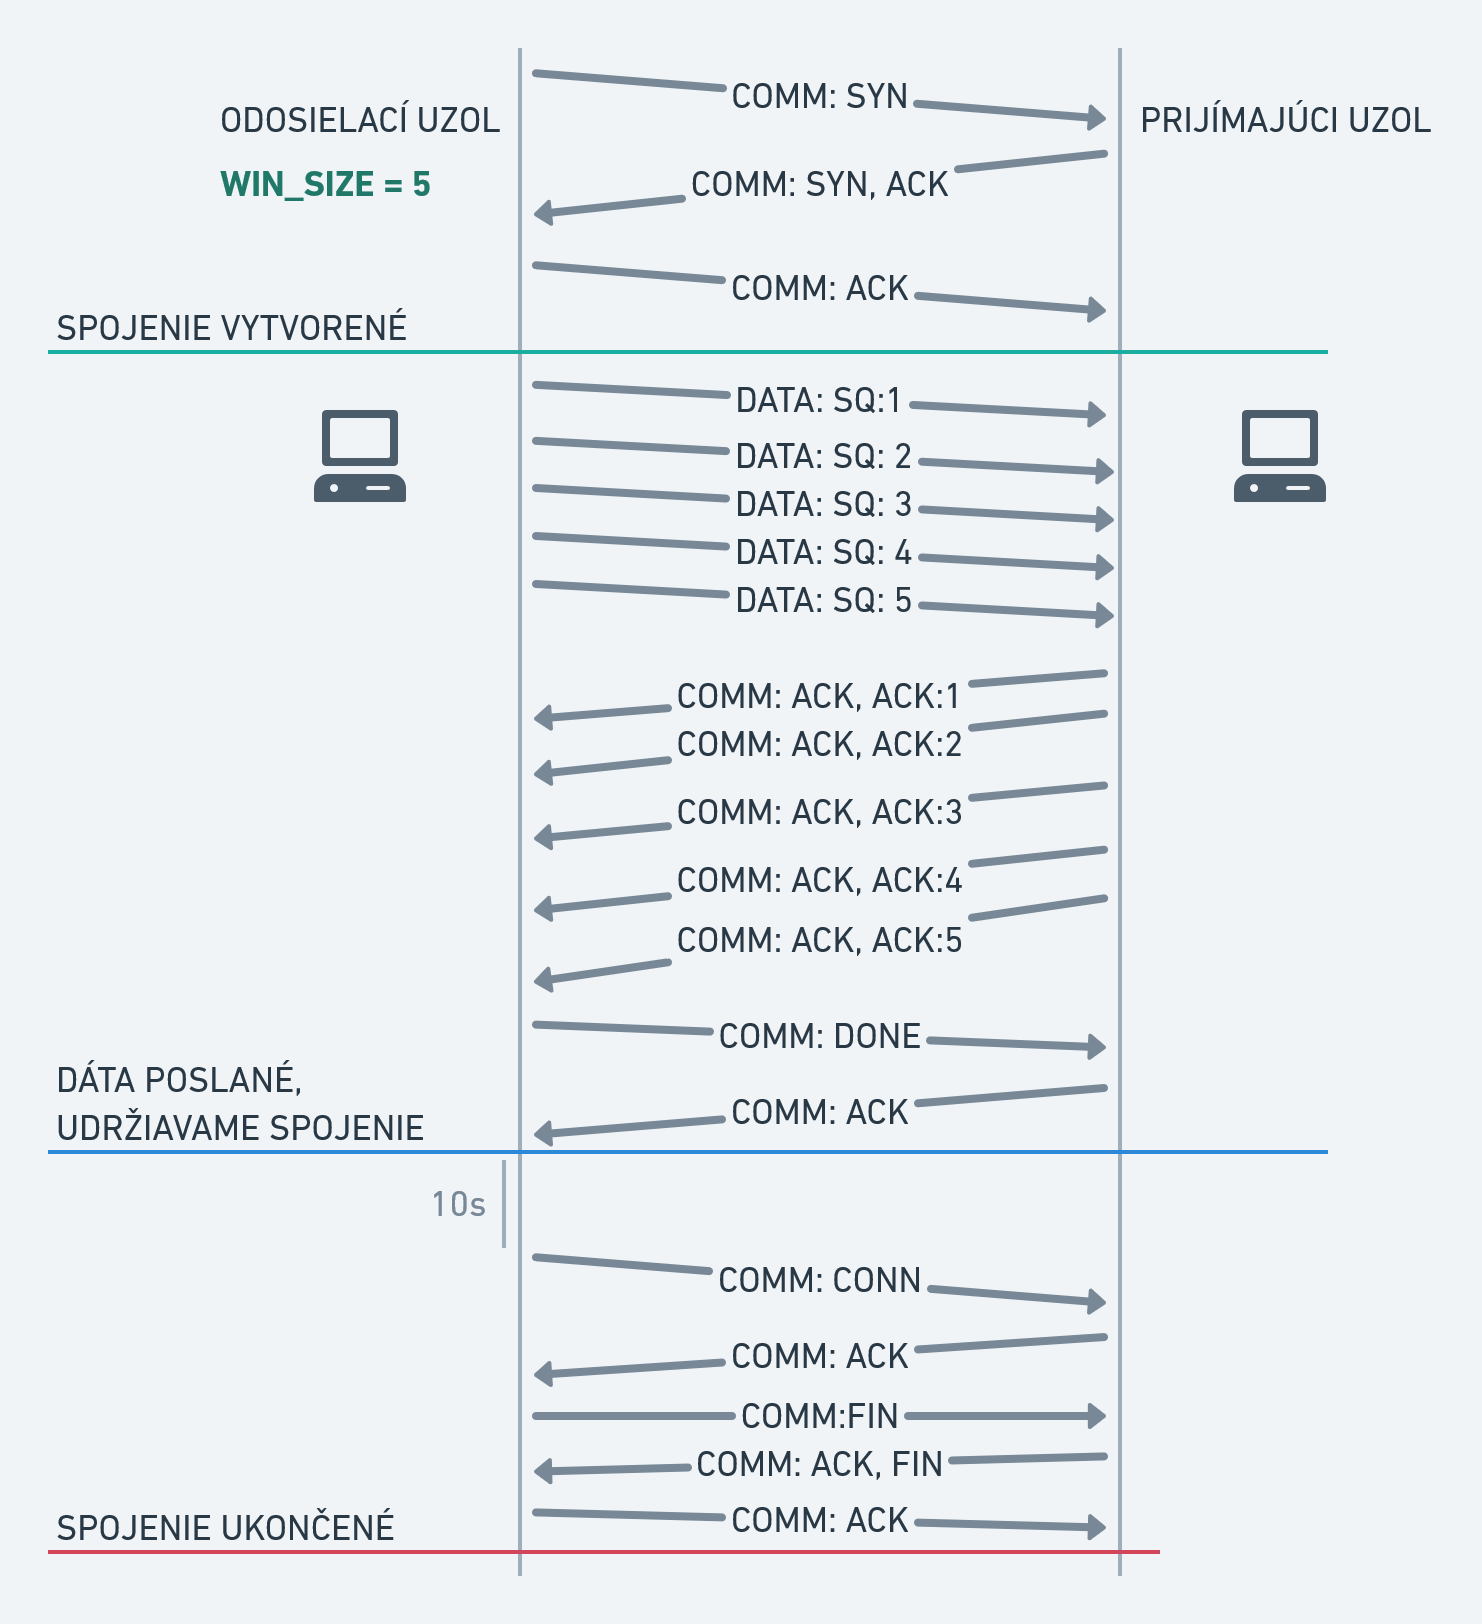 COMM: SYN
ODOSIELACÍ UZOL
PRIJÍMAJÚCI UZOL
WIN_SIZE = 5
COMM: SYN, ACK
COMM: ACK
SPOJENIE VYTVORENÉ
DATA: SQ:1
DATA: SQ: 2
DATA: SQ: 3
DATA: SQ: 4
DATA: SQ: 5
COMM: ACK, ACK:1
COMM: ACK, ACK:2
COMM: ACK, ACK:3
COMM: ACK, ACK:4
COMM: ACK, ACK:5
COMM: DONE
DÁTA POSLANÉ,
UDRŽIAVAME SPOJENIE
COMM: ACK
10s
COMM: CONN
COMM: ACK
COMM:FIN
COMM: ACK, FIN
COMM: ACK
SPOJENIE UKONČENÉ